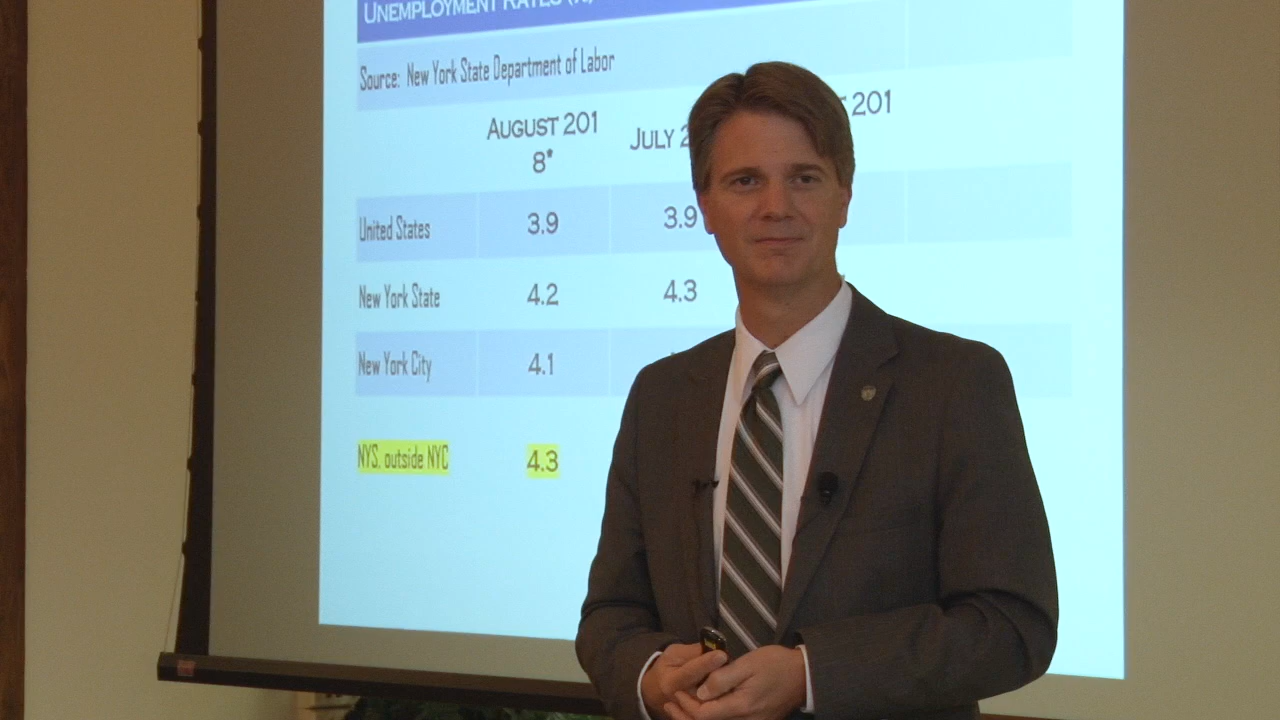 UNEMPLOYMENT RATES
Source: New York State Department of Labor
AUGUST 201
8*
JULY 2
T 201
United States 3.9 3.9
New York State 4.2 4.3
New York City 4.1
NYS, outside NYC 4.3